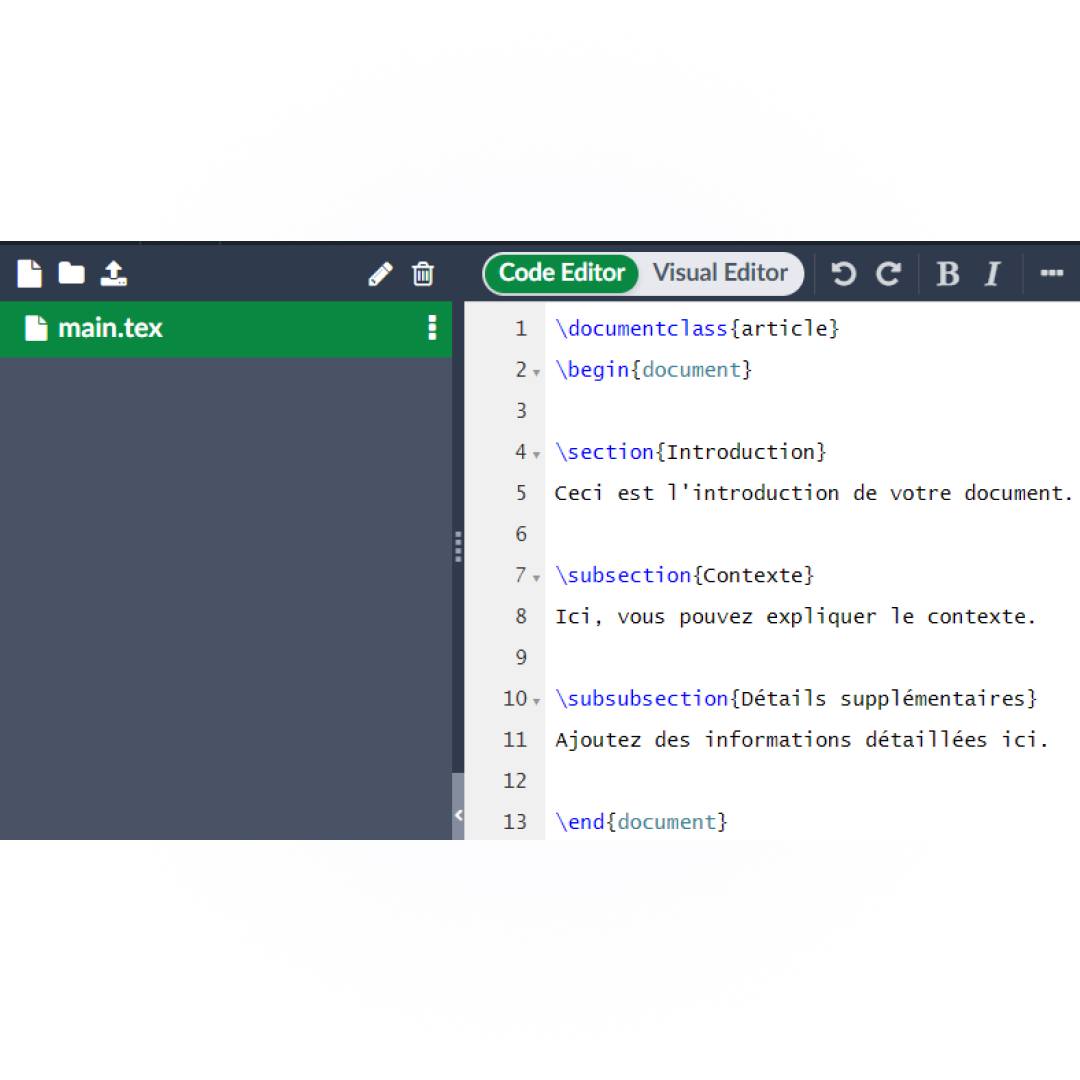 Code Editor Visual Editor B I
main.tex
1 \documentclass{article}
2 \begin{document}
3
4 \section{Introduction}
5 Ceci est l'introduction de votre document.
6
7 \subsection{Contexte}
8 Ici, vous pouvez expliquer le contexte.
9
10 \subsubsection{Détails supplémentaires}
11 Ajoutez des informations détaillées ici.
12
13 \end{document}